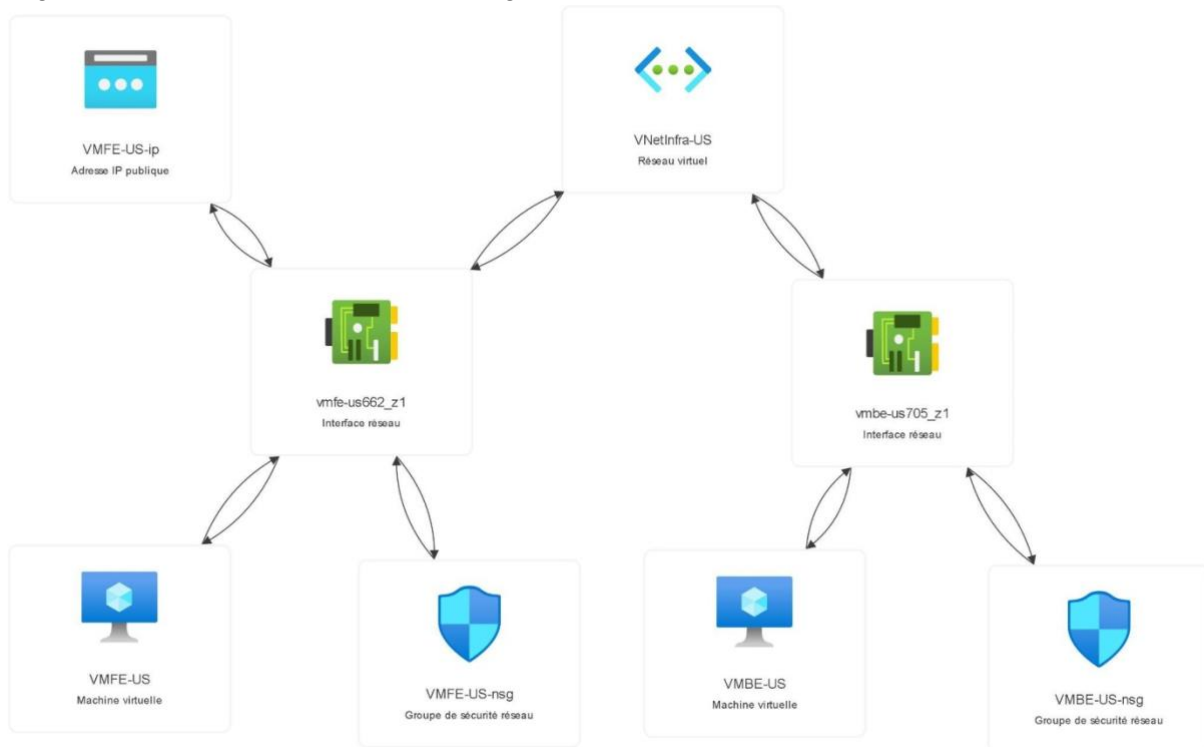 VMFE-US-ip
Adresse IP publique
VNetInfra-US
Réseau virtuel
vmfe-us662_z1
Interface réseau
vmbe-us705_z1
Interface réseau
VMFE-US
Machine virtuelle
VMFE-US-nsg
Groupe de sécurité réseau
VMBE-US
Machine virtuelle
VMBE-US-nsg
Groupe de sécurité réseau